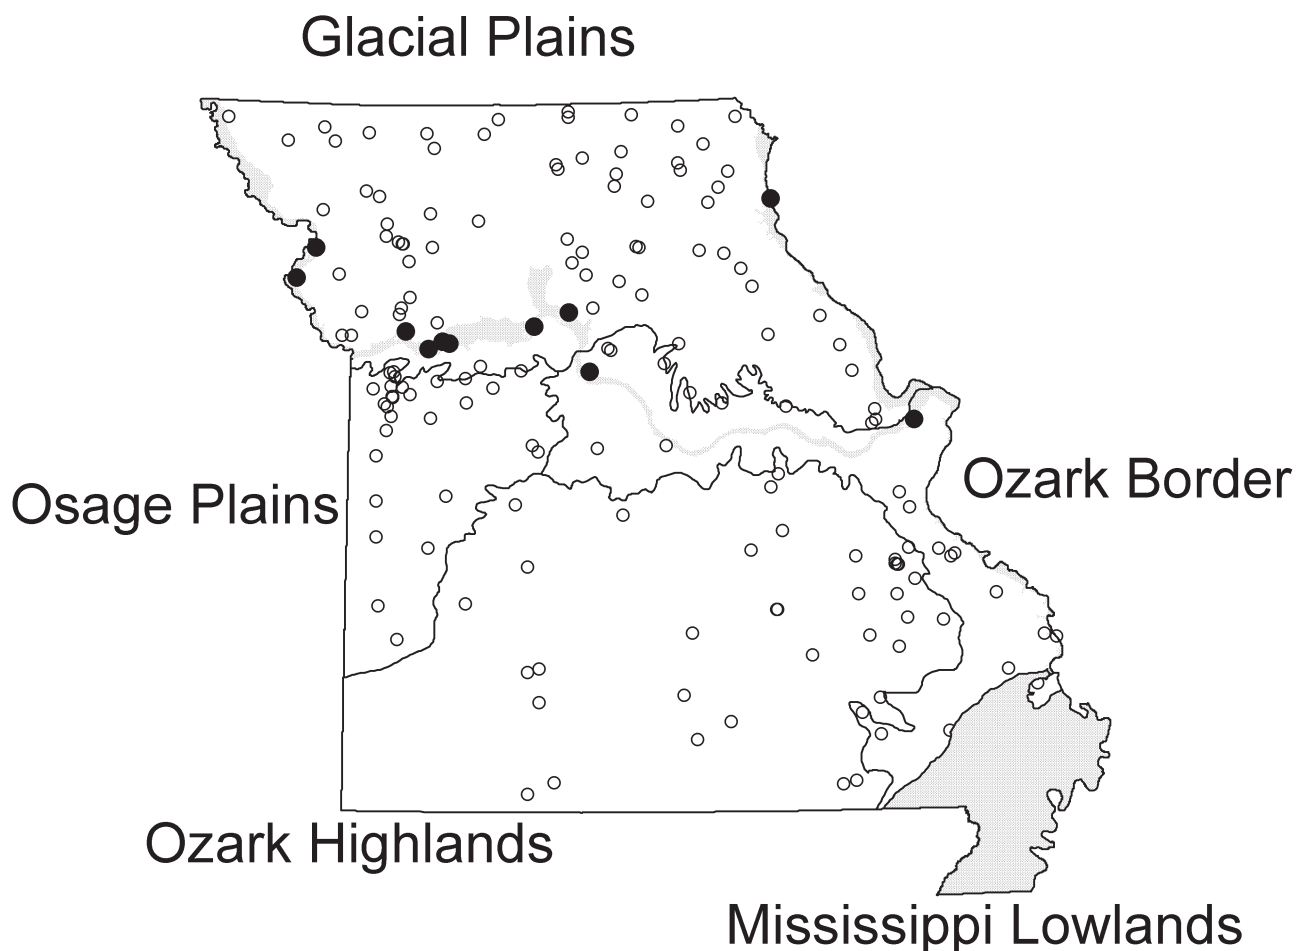 Glacial Plains
Osage Plains
Ozark Border
Ozark Highlands
Mississippi Lowlands